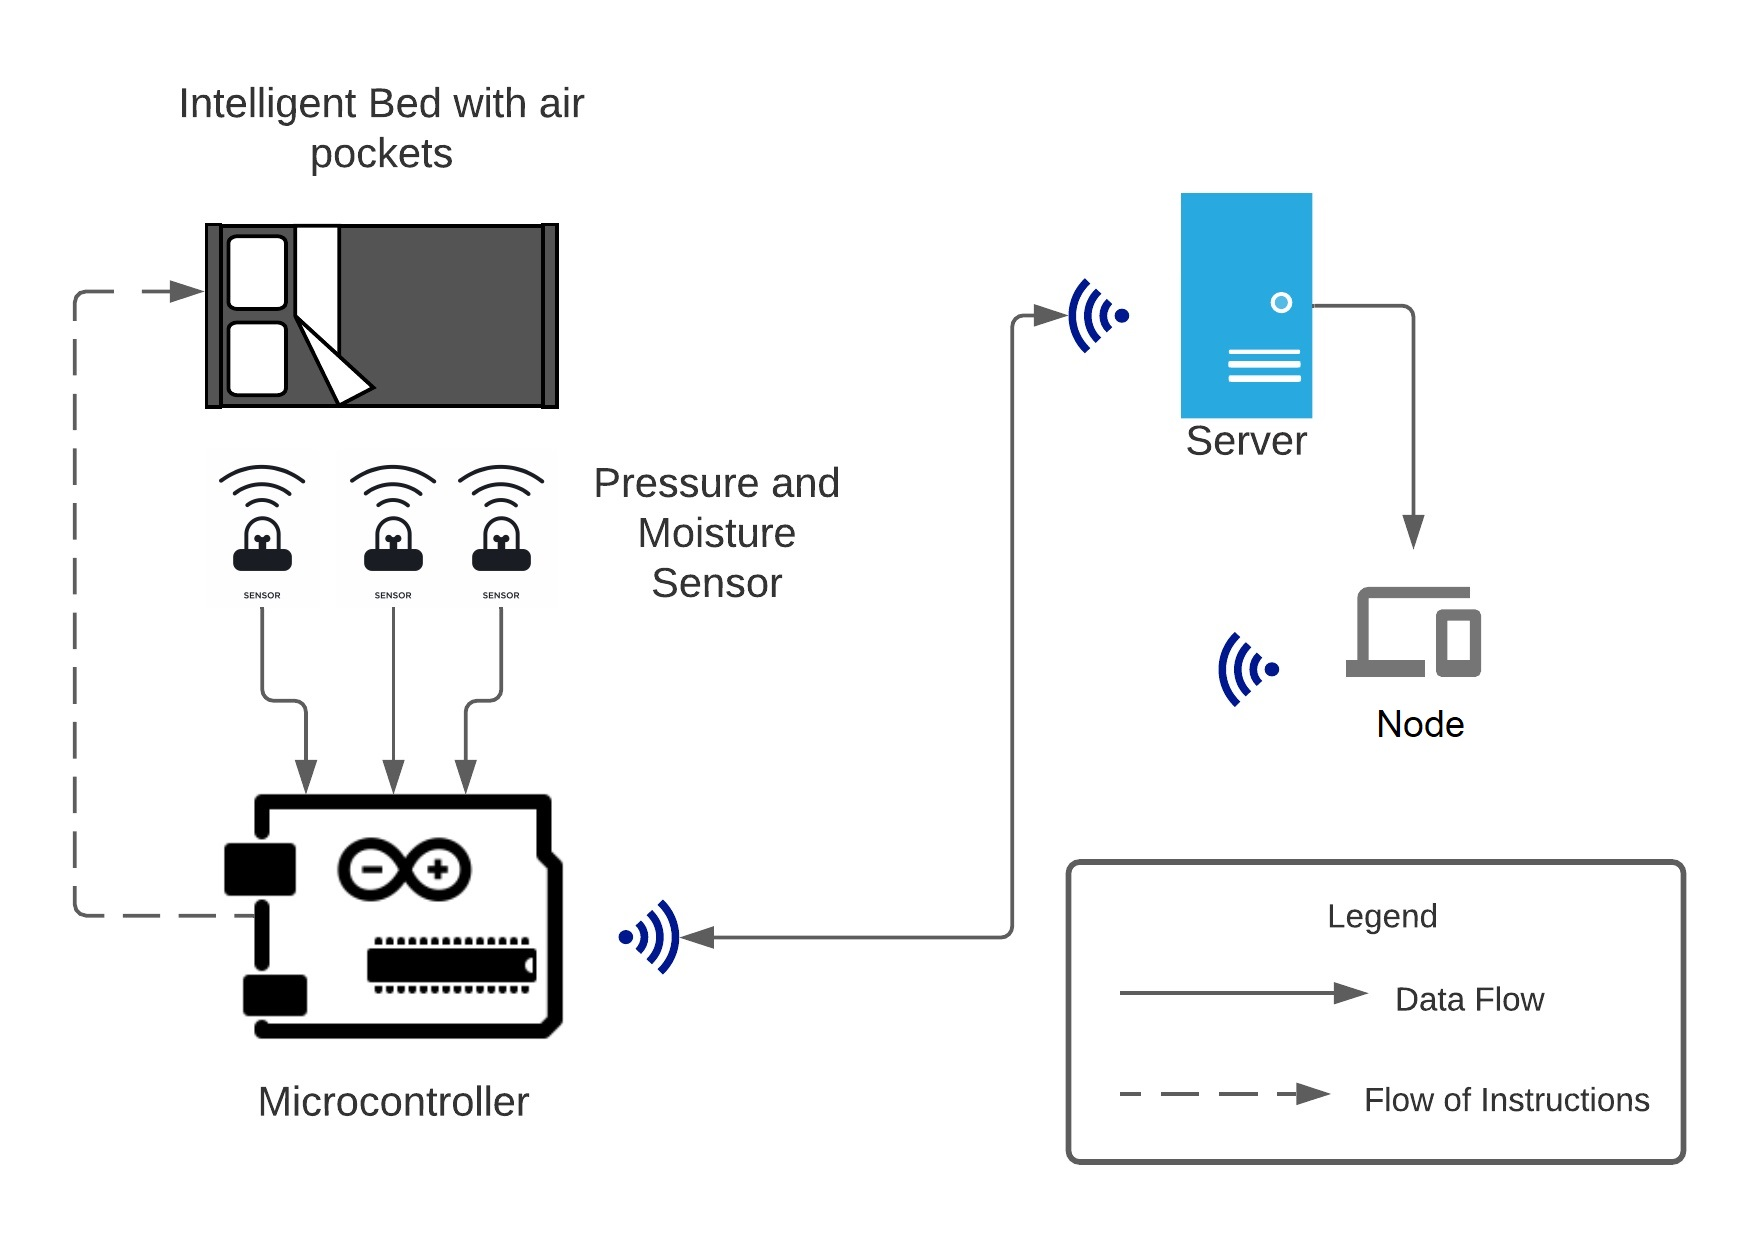 Intelligent Bed with air
pockets
Server
Pressure and
Moisture
Sensor
SENSOR
SENSOR
SENSOR
Node
Microcontroller
Legend
Data Flow
Flow of Instructions